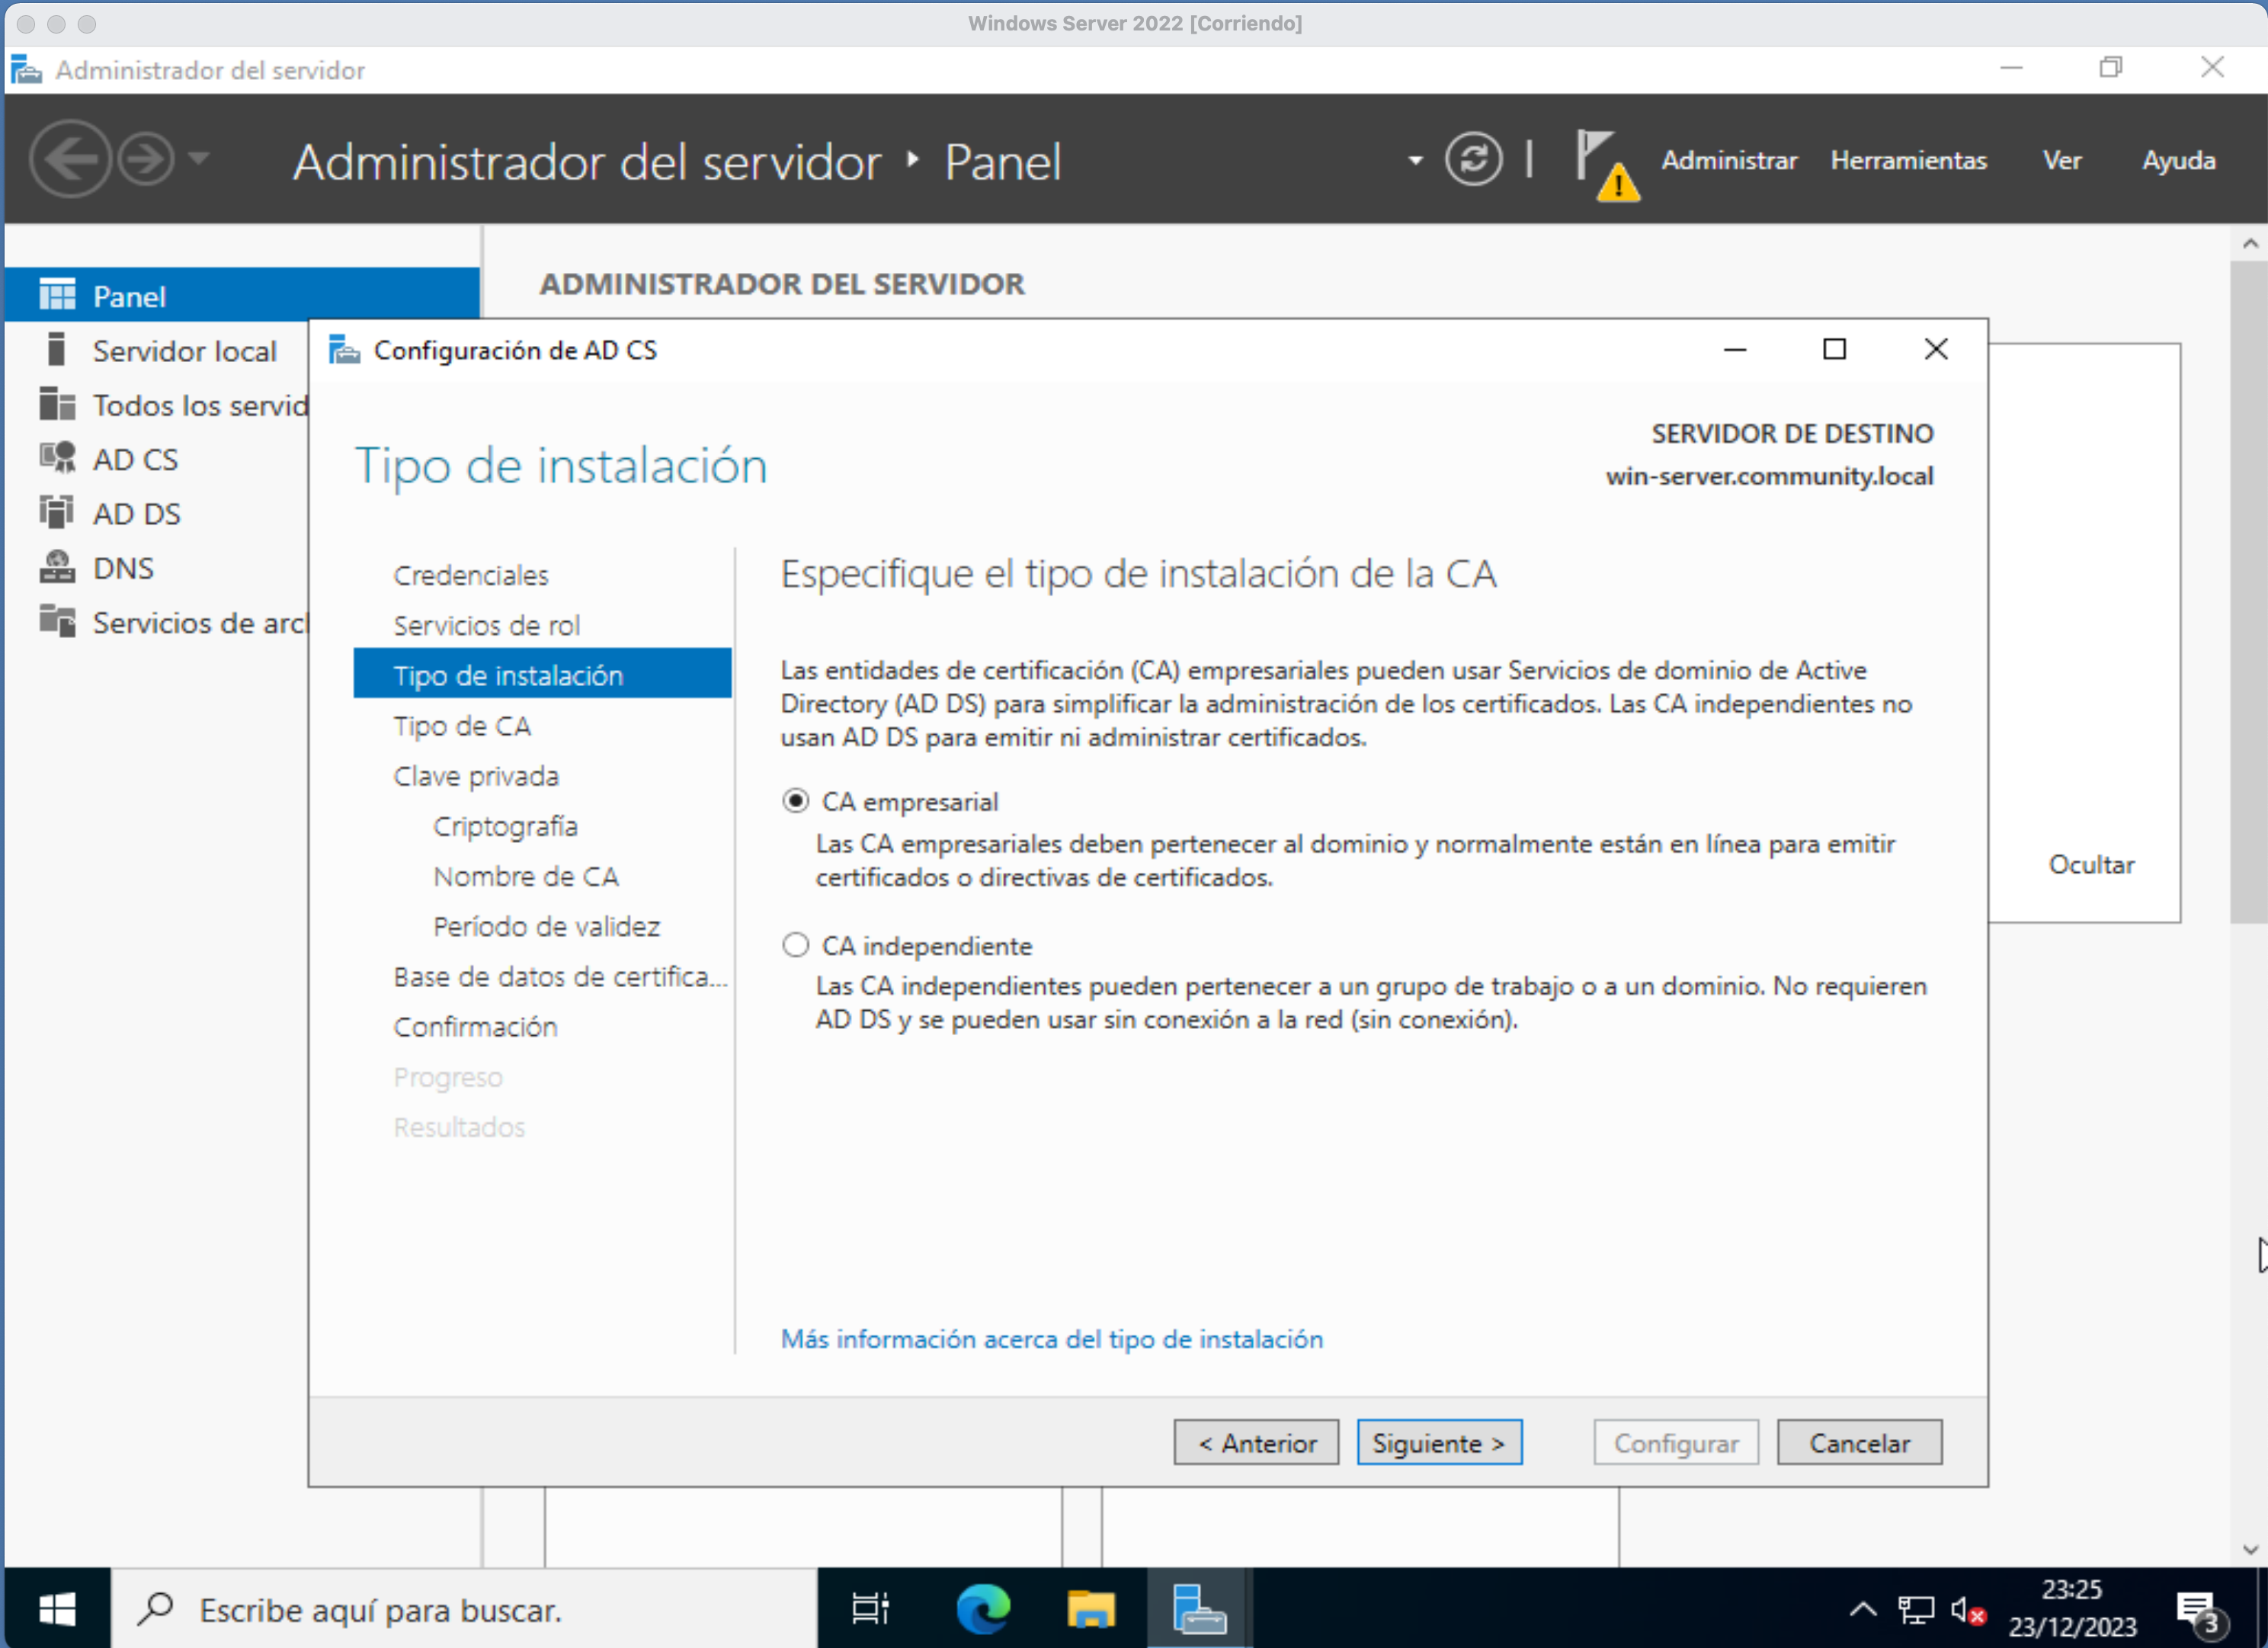 Windows Server 2022 [Corriendo]
Administrador del servidor
Administrador del servidor ‣ Panel
Administrar Herramientas Ver Ayuda
Panel
Servidor local
Todos los servid
AD CS
AD DS
DNS
Servicios de arcl
ADMINISTRADOR DEL SERVIDOR
Configuración de AD CS
Tipo de instalación
SERVIDOR DE DESTINO
win-server.community.local
Credenciales
Servicios de rol
Tipo de instalación
Tipo de CA
Clave privada
Criptografía
Nombre de CA
Período de validez
Base de datos de certifica...
Confirmación
Progreso
Resultados
Especifique el tipo de instalación de la CA
Las entidades de certificación (CA) empresariales pueden usar Servicios de dominio de Active
Directory (AD DS) para simplificar la administración de los certificados. Las CA independientes no
usan AD DS para emitir ni administrar certificados.
CA empresarial
Las CA empresariales deben pertenecer al dominio y normalmente están en línea para emitir
certificados o directivas de certificados.
CA independiente
Las CA independientes pueden pertenecer a un grupo de trabajo o a un dominio. No requieren
AD DS y se pueden usar sin conexión a la red (sin conexión).
Más información acerca del tipo de instalación
< Anterior Siguiente > Configurar Cancelar
Ocultar
Escribe aquí para buscar.
23:25
23/12/2023
3